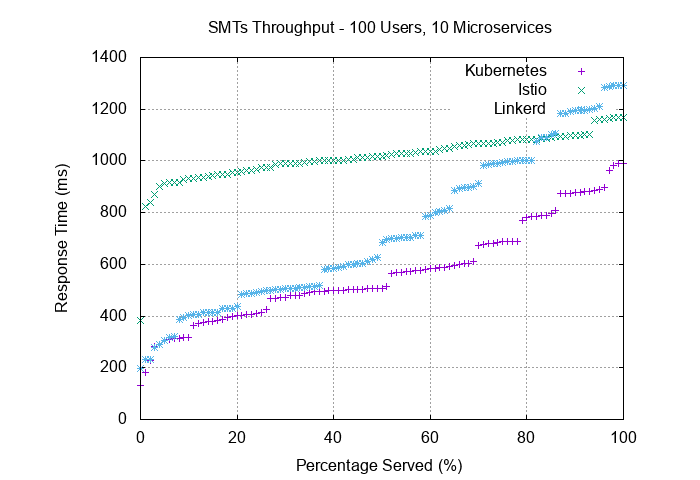 SMTs Throughput - 100 Users, 10 Microservices
1400
1200
1000
800
600
400
200
0
Response Time (ms)
Kubernetes
Istio
Linkerd
0 20 40 60 80 100
Percentage Served (%)